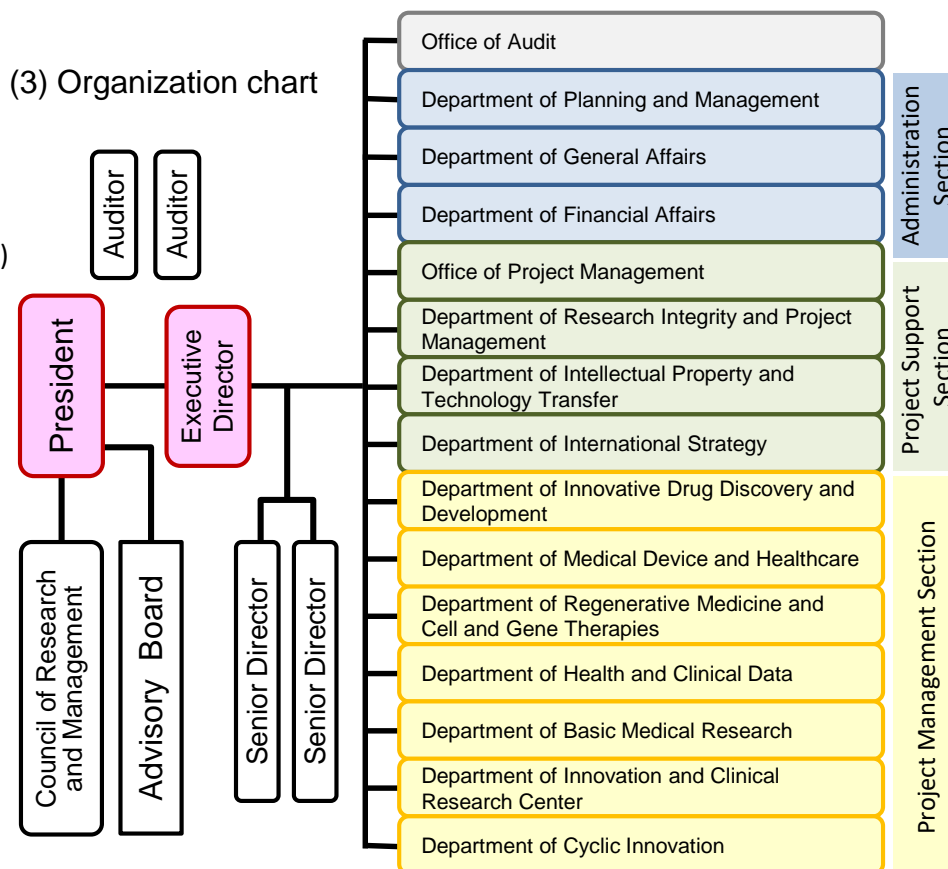 (3) Organization chart
)
Auditor
Auditor
President
Executive
Director
Council of Research
and Management
Advisory Board
Senior Director
Senior Director
Office of Audit
Department of Planning and Management
Department of General Affairs
Department of Financial Affairs
Office of Project Management
Department of Research Integrity and Project
Management
Department of Intellectual Property and
Technology Transfer
Department of International Strategy
Department of Innovative Drug Discovery and
Development
Department of Medical Device and Healthcare
Department of Regenerative Medicine and
Cell and Gene Therapies
Department of Health and Clinical Data
Department of Basic Medical Research
Department of Innovation and Clinical
Research Center
Department of Cyclic Innovation
Administration
Section
Project Support
Section
Project Management Section